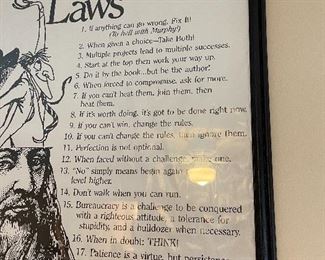 Laws
1. If anything can go wrong, Fix It!
(To hell with Murphy!)
2. When given a choice—Take Both!
3. Multiple projects lead to multiple successes.
4. Start at the top then work your way up.
5. Do it by the book...but be the author!
6. When forced to compromise, ask for more.
7. If you can't beat them, join them, then
beat them.
8. If it's worth doing, it's got to be done right now.
9. If you can't win, change the rules.
10. If you can't change the rules, then ignore them.
11. Perfection is not optional.
12. When faced without a challenge, make one.
13. "No" simply means begin again
level higher.
14. Don't walk when you can run.
15. Bureaucracy is a challenge to be conquered
with a righteous attitude, a tolerance for
stupidity, and a bulldozer when necessary.
16. When in doubt: THINK!
17. Patience is a virtue, but persistence